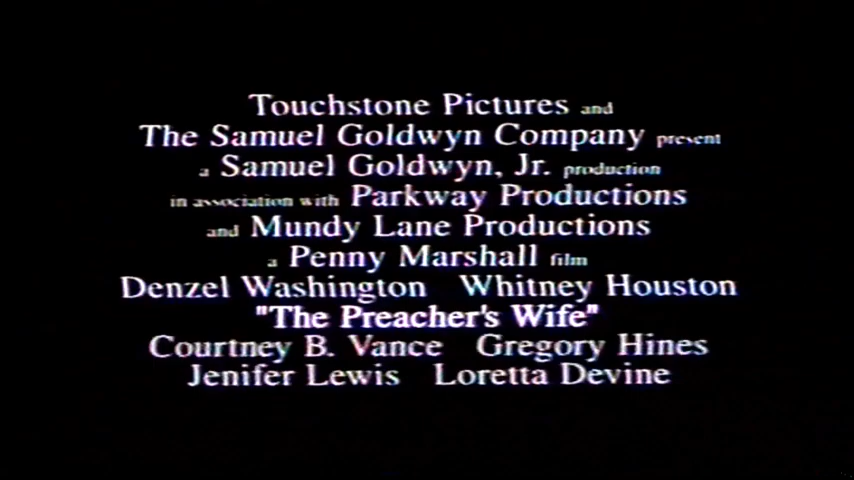 Touchstone Pictures and
The Samuel Goldwyn Company present
a Samuel Goldwyn, Jr. production
in association with Parkway Productions
and Mundy Lane Productions
a Penny Marshall film
Denzel Washington Whitney Houston
"The Preacher's Wife"
Courtney B. Vance Gregory Hines
Jenifer Lewis Loretta Devine